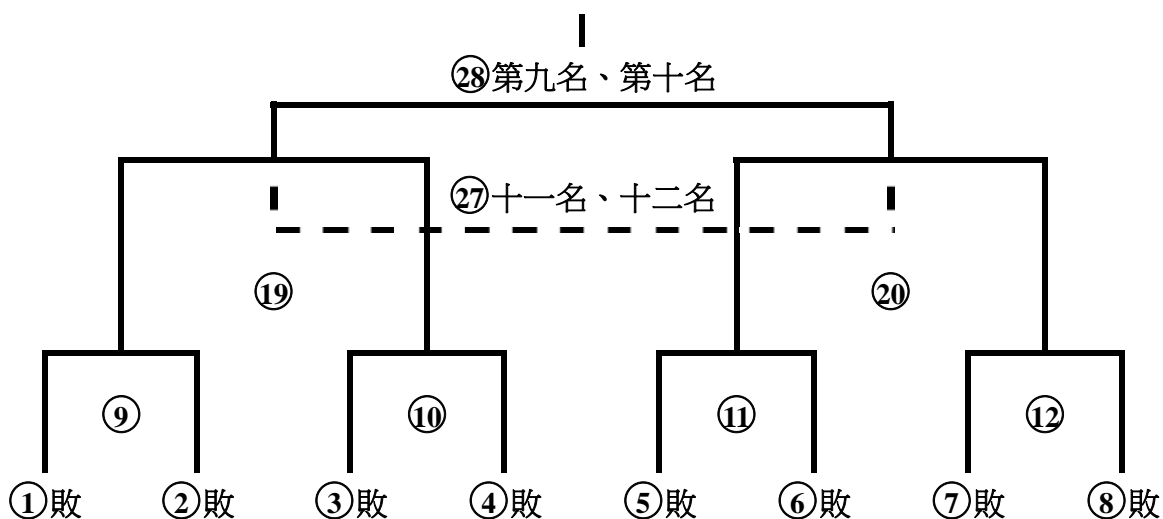 ㉘第九名、第十名
㉗十一名、十二名
⑲ ⑳
⑨ ⑩ ⑪ ⑫
①敗 ②敗 ③敗 ④敗 ⑤敗 ⑥敗 ⑦敗 ⑧敗